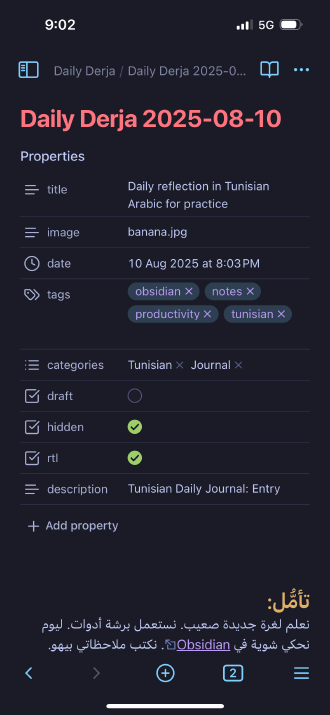 9:02
5G
Daily Derja / Daily Derja 2025-0...
Daily Derja 2025-08-10
Properties
title Daily reflection in Tunisian
Arabic for practice
image banana.jpg
date 10 Aug 2025 at 8:03 PM
tags obsidian × notes ×
productivity × tunisian ×
categories Tunisian × Journal ×
draft
hidden
rtl
description Tunisian Daily Journal: Entry
+ Add property
تأمُّل:
نعلم لغرة جديدة صعيب. نستعمل برشة أدوات. ليوم
نحكي شوية في Obsidian. نكتب ملاحظاتي بيهو.
2